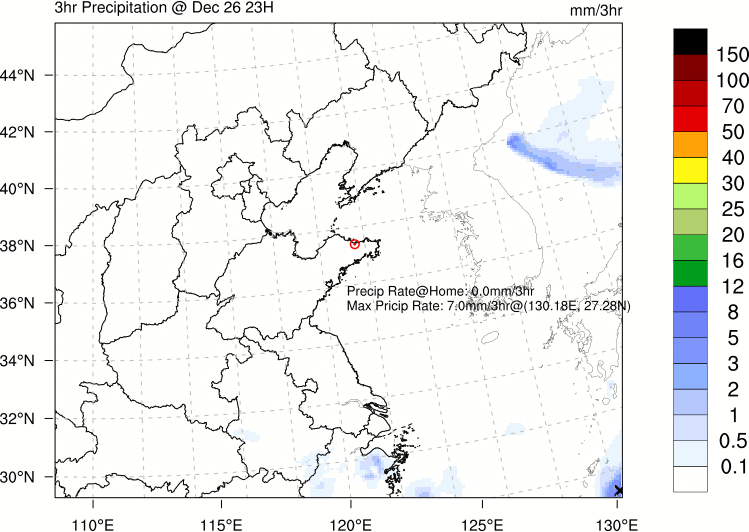 3hr Precipitation @ Dec 26 23H
mm/3hr
150
100
70
50
40
30
25
20
16
12
8
5
3
2
1
0.5
0.1
44°N
42°N
40°N
38°N
36°N
34°N
32°N
30°N
Precip Rate@Home: 0.0mm/3hr
Max Pricip Rate: 7.0mm/3hr@(130.18E, 27.28N)
110°E
115°E
120°E
125°E
130°E